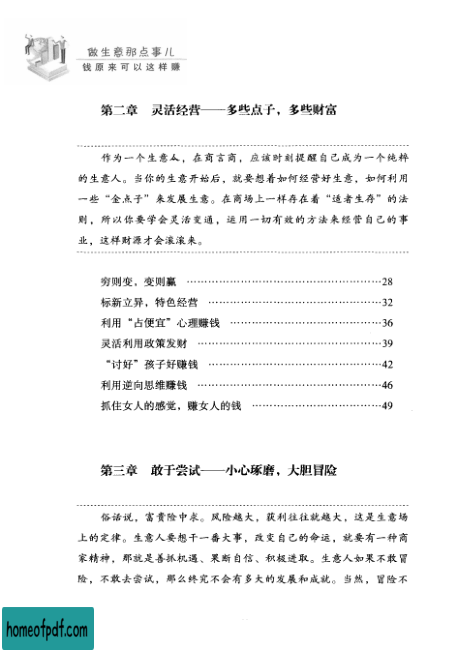 做生意那点事儿
钱原来可以这样赚
第二章 灵活经营——多些点子，多些财富
作为一个生意人，在商言商，应该时刻提醒自己成为一个纯粹
的生意人。当你的生意开始后，就要想着如何经营好生意，如何利用
一些“金点子”来发展生意。在商场上一样存在着“适者生存”的法
则，所以你要学会灵活变通，运用一切有效的方法来经营自己的事
业，这样财源才会滚滚来。
穷则变，变则赢 ……………………………………………28
标新立异，特色经营 ………………………………………32
利用“占便宜”心理赚钱 …………………………………36
灵活利用政策发财 …………………………………………39
“讨好”孩子好赚钱 ………………………………………42
利用逆向思维赚钱 …………………………………………46
抓住女人的感觉，赚女人的钱 ……………………………49
第三章 敢于尝试——小心琢磨，大胆冒险
俗话说，富贵险中求。风险越大，获利往往就越大，这是生意场
上的定律。生意人要想干一番大事，改变自己的命运，就要有一种商
家精神，那就是善抓机遇、果断自信、积极进取。生意人如果不敢冒
险，不敢去尝试，那么终究不会有多大的发展和成就。当然，冒险不
homeofpdf.com